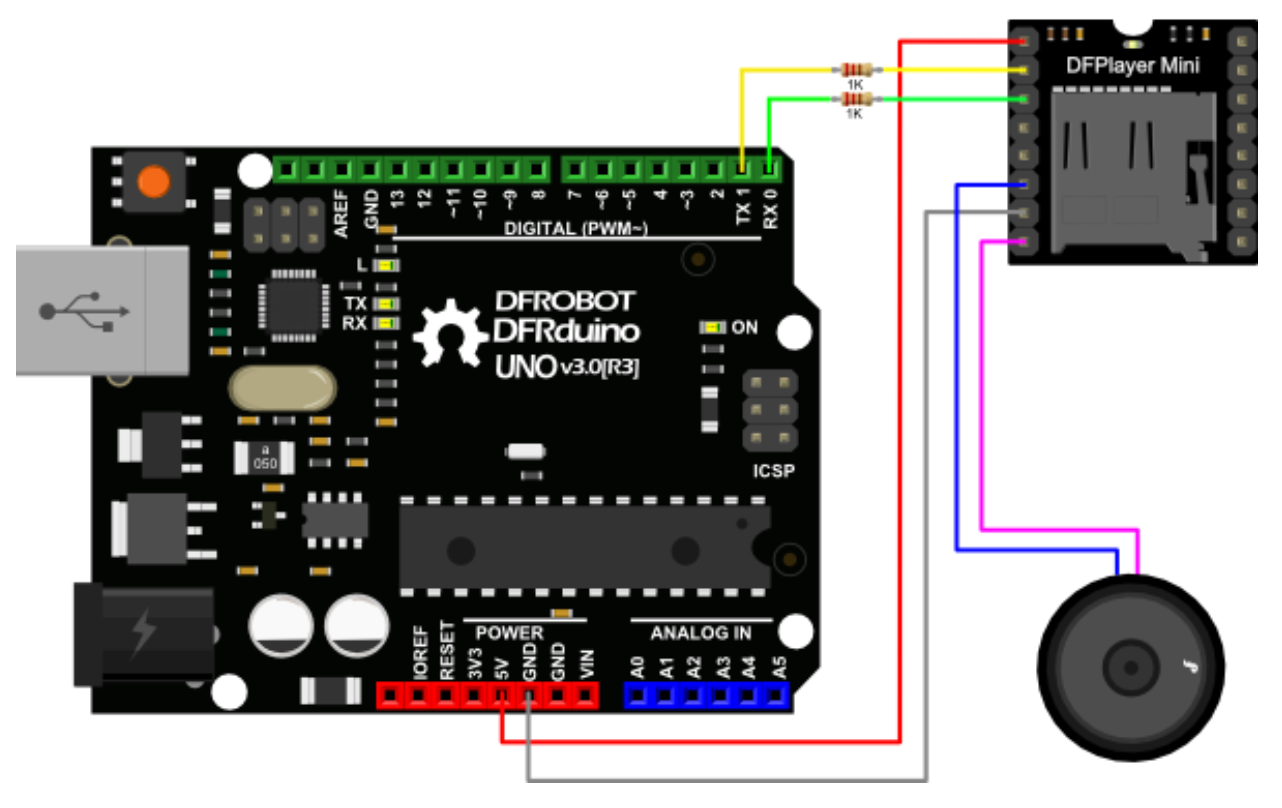 DFPlayer Mini
1K
1K
AREF
GND
13
12
~11
~10
~9
8
7
~6
~5
4
~3
2
TX 1
RX 0
DIGITAL (PWM~)
L
TX
RX
DFROBOT
DFRduino
UNO v3.0[R3]
ON
ICSP
a
050
POWER
ANALOG IN
IOREF
RESET
3V3
5V
GND
GND
VIN
A0
A1
A2
A3
A4
A5